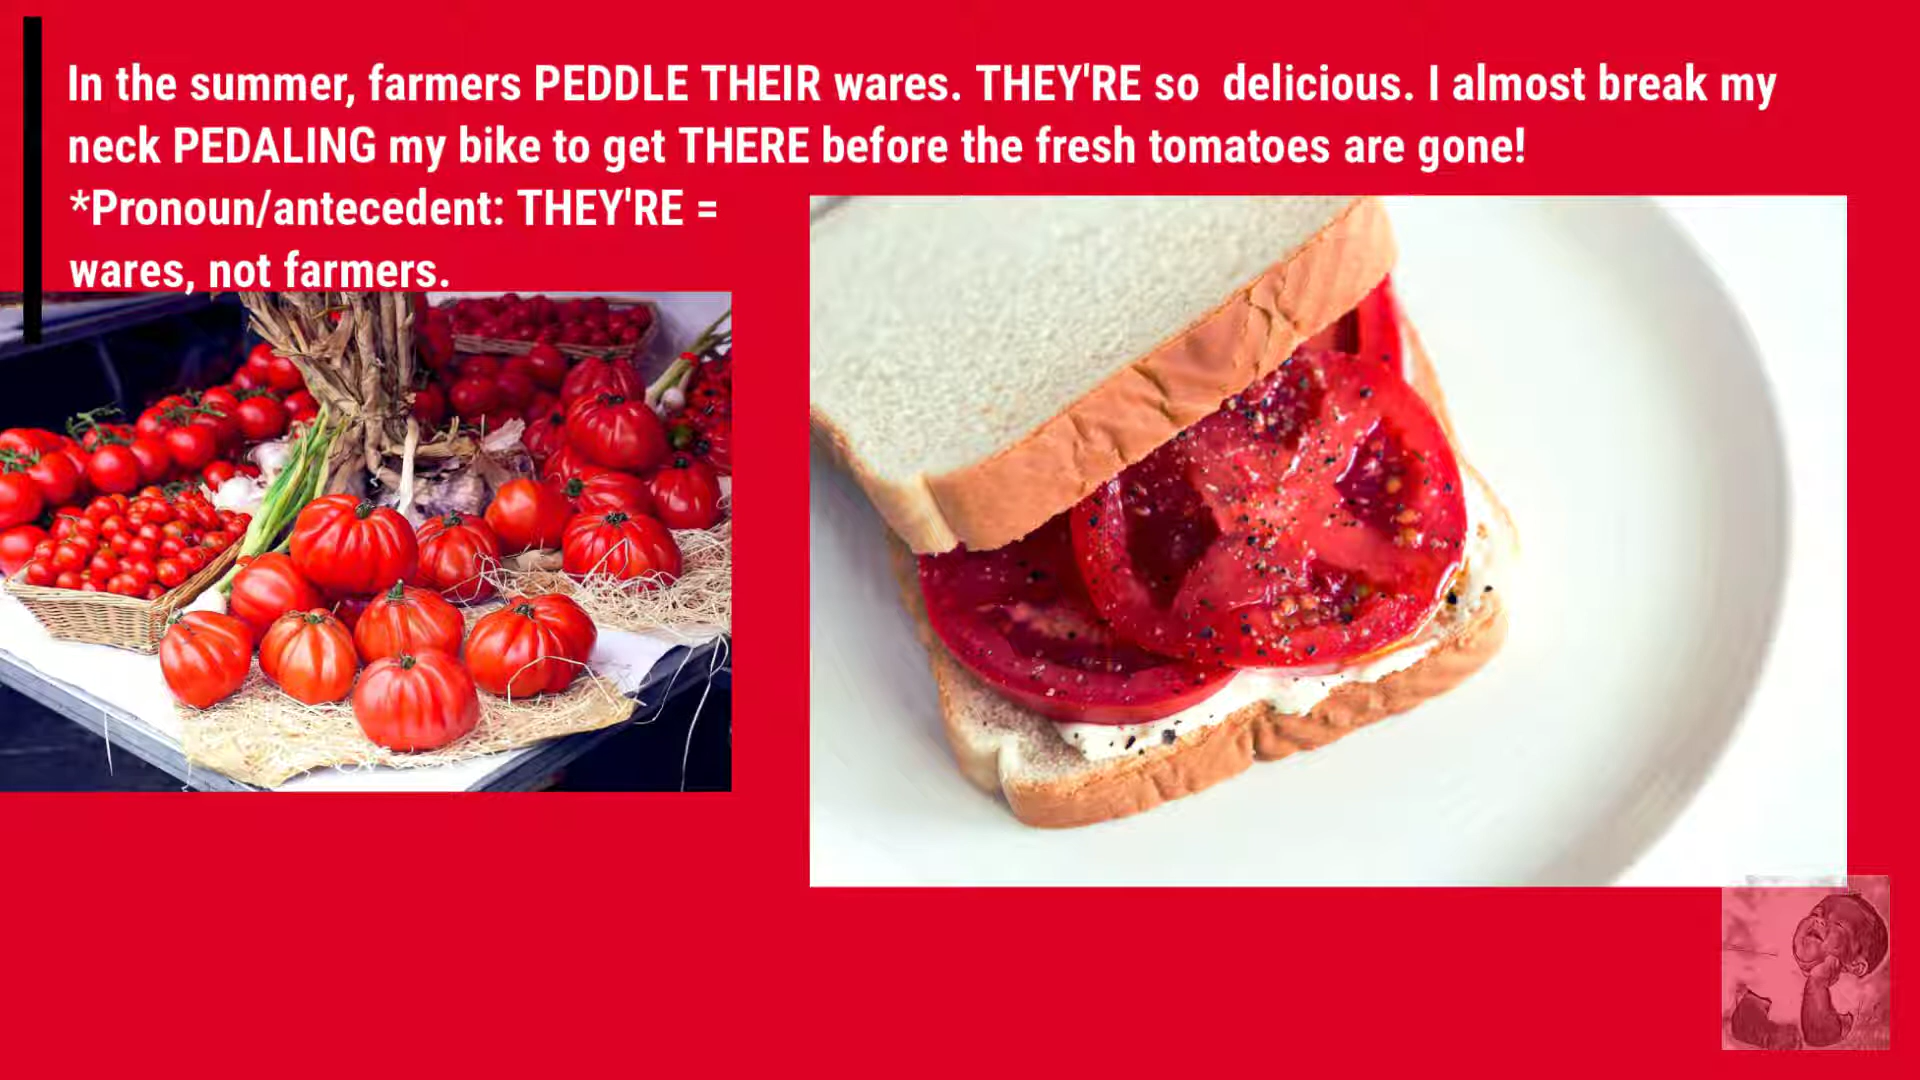 In the summer, farmers PEDDLE THEIR wares. THEY'RE so  delicious. I almost break my
neck PEDALING my bike to get THERE before the fresh tomatoes are gone!
*Pronoun/antecedent: THEY'RE =
wares, not farmers.